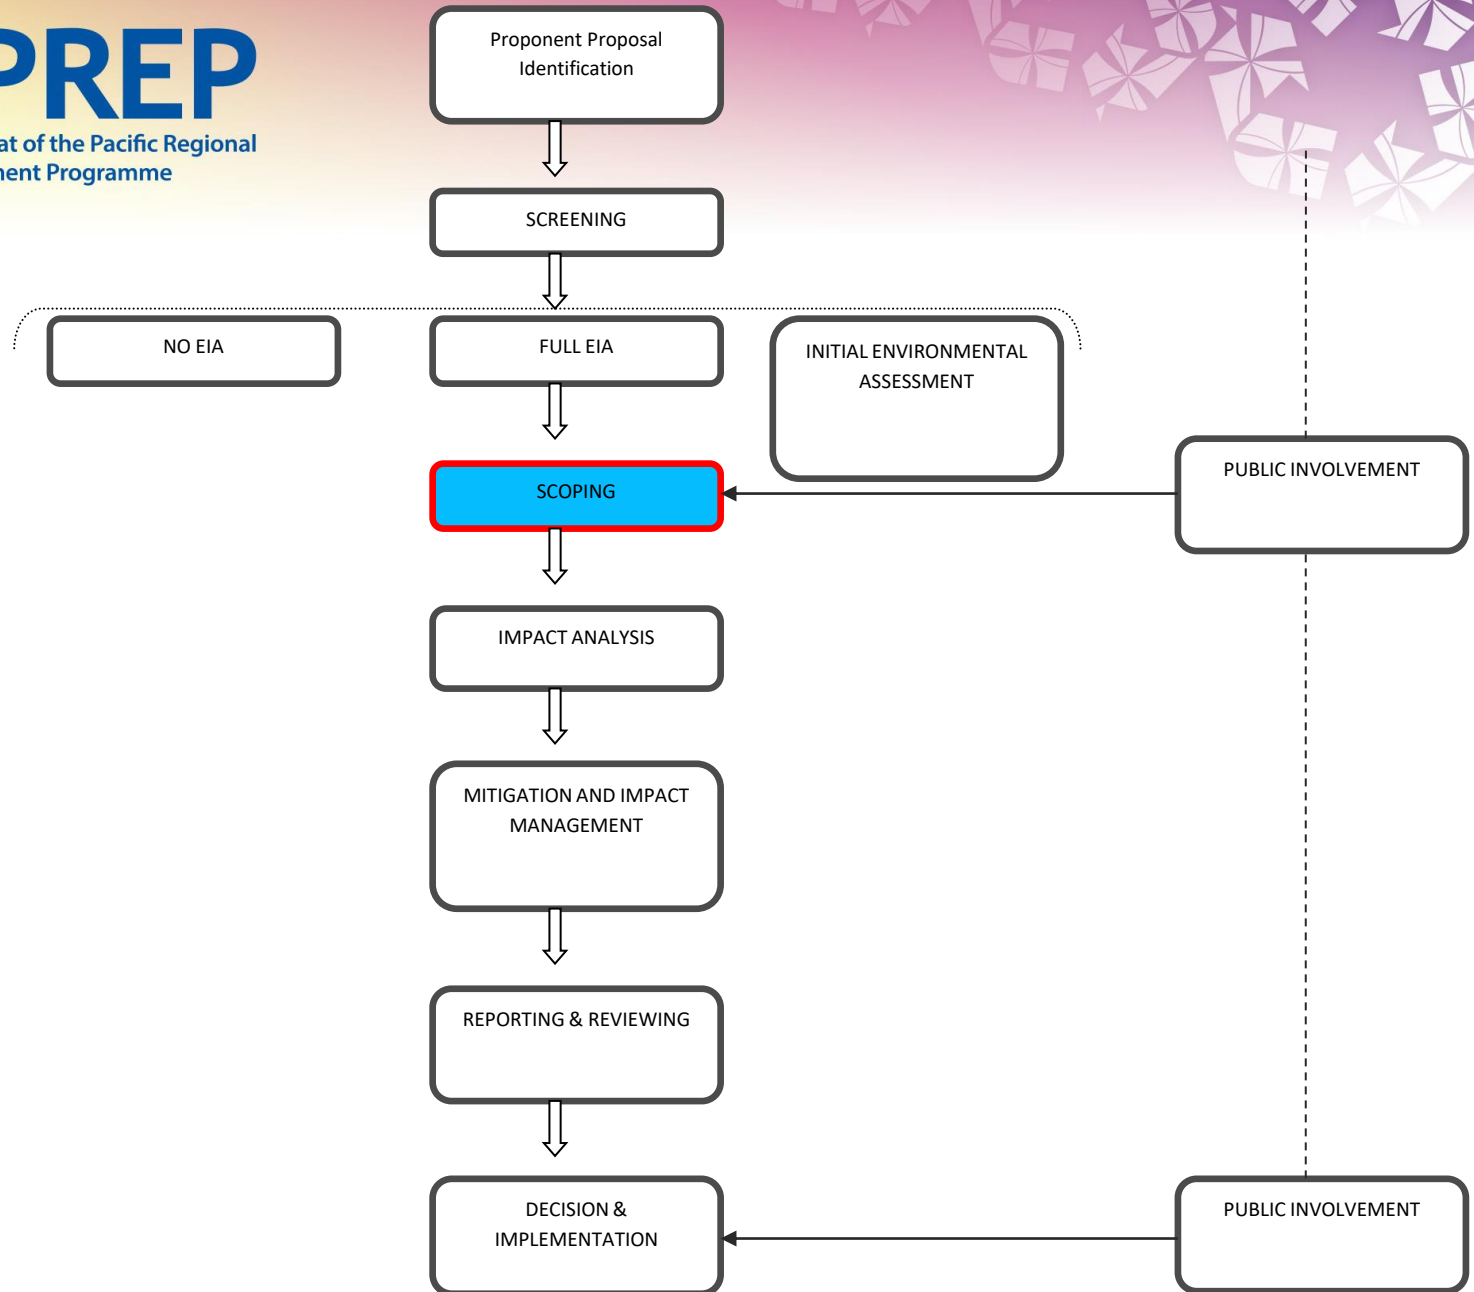 PREP
at of the Pacific Regional
ment Programme
Proponent Proposal
Identification
SCREENING
NO EIA
FULL EIA
INITIAL ENVIRONMENTAL
ASSESSMENT
PUBLIC INVOLVEMENT
SCOPING
IMPACT ANALYSIS
MITIGATION AND IMPACT
MANAGEMENT
REPORTING & REVIEWING
DECISION &
IMPLEMENTATION
PUBLIC INVOLVEMENT